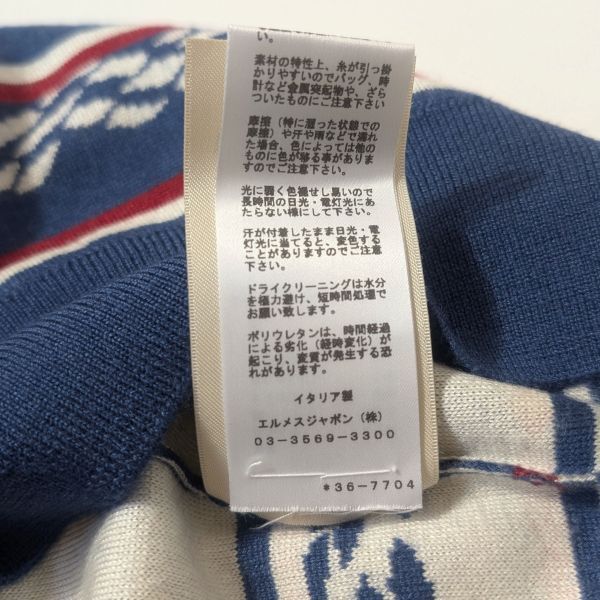 い。
素材の特性上、糸が引っ掛
かりやすいのでバッグ、時
計など金属突起物や、ざら
ついたものにご注意下さい
摩擦（特に湿った状態での
摩擦）や汗や雨などで濡れ
た場合、色によっては他の
ものに色が移る事がありま
すのでご注意下さい。
光に弱く色褪せし易いので
長時間の日光・電灯光にあ
たらない様にして下さい。
汗が付着したまま日光・電
灯光に当てると、変色する
ことがありますのでご注意
下さい。
ドライクリーニングは水分
を極力避け、短時間処理で
お願い致します。
ポリウレタンは、時間経過
による劣化（経時変化）が
起こり、変質が発生する恐
れがあります。
イタリア製
エルメスジャポン（株）
03-3569-3300
*36-7704